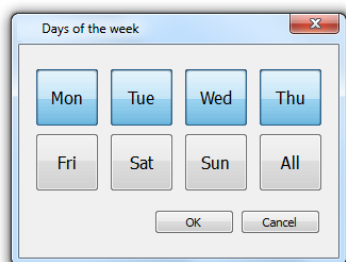 Days of the week
Mon Tue Wed Thu
Fri Sat Sun All
OK Cancel